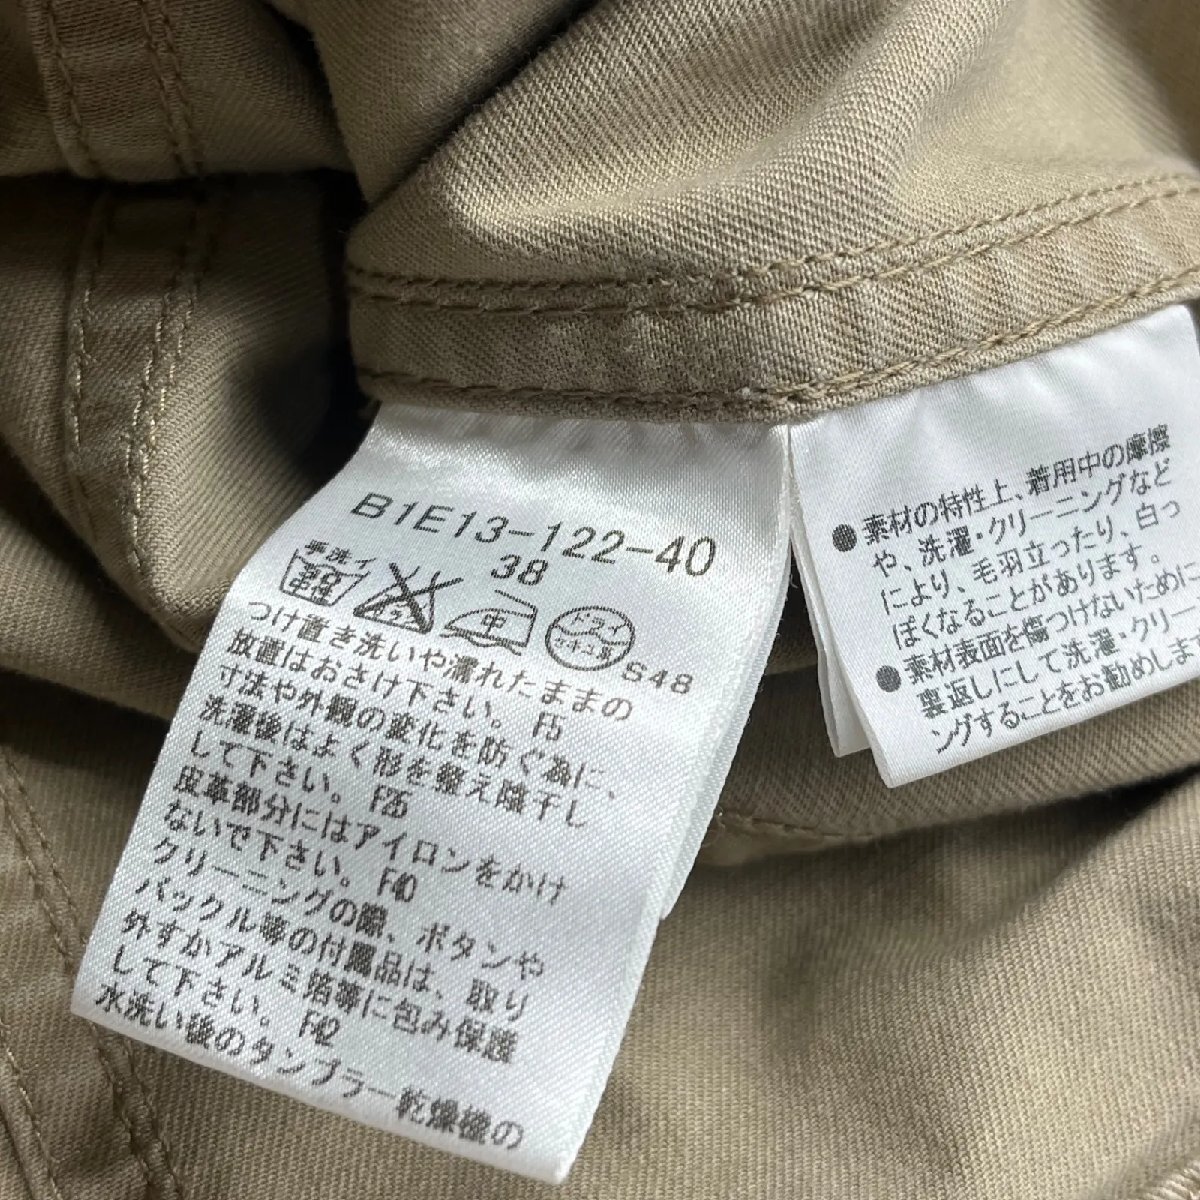 B1E13-122-40
38
手洗イ
中
ドライ
S48
つけ置き洗いや濡れたままの
放置はおさけ下さい。 F5
寸法や外観の変化を防ぐ為に、
洗濯後はよく形を整え陰干し
して下さい。 F25
皮革部分にはアイロンをかけ
ないで下さい。 F40
クリーニングの際、ボタンや
バックル等の付属品は、取り
外すかアルミ箔等に包み保護
して下さい。 F42
水洗い後のタンブラー乾燥機の
●素材の特性上、着用中の摩擦
や、洗濯・クリーニングなど
により、毛羽立ったり、白っ
ぽくなることがあります。
●素材表面を傷つけないために
裏返しにして洗濯・クリー
ングすることをお勧めしま